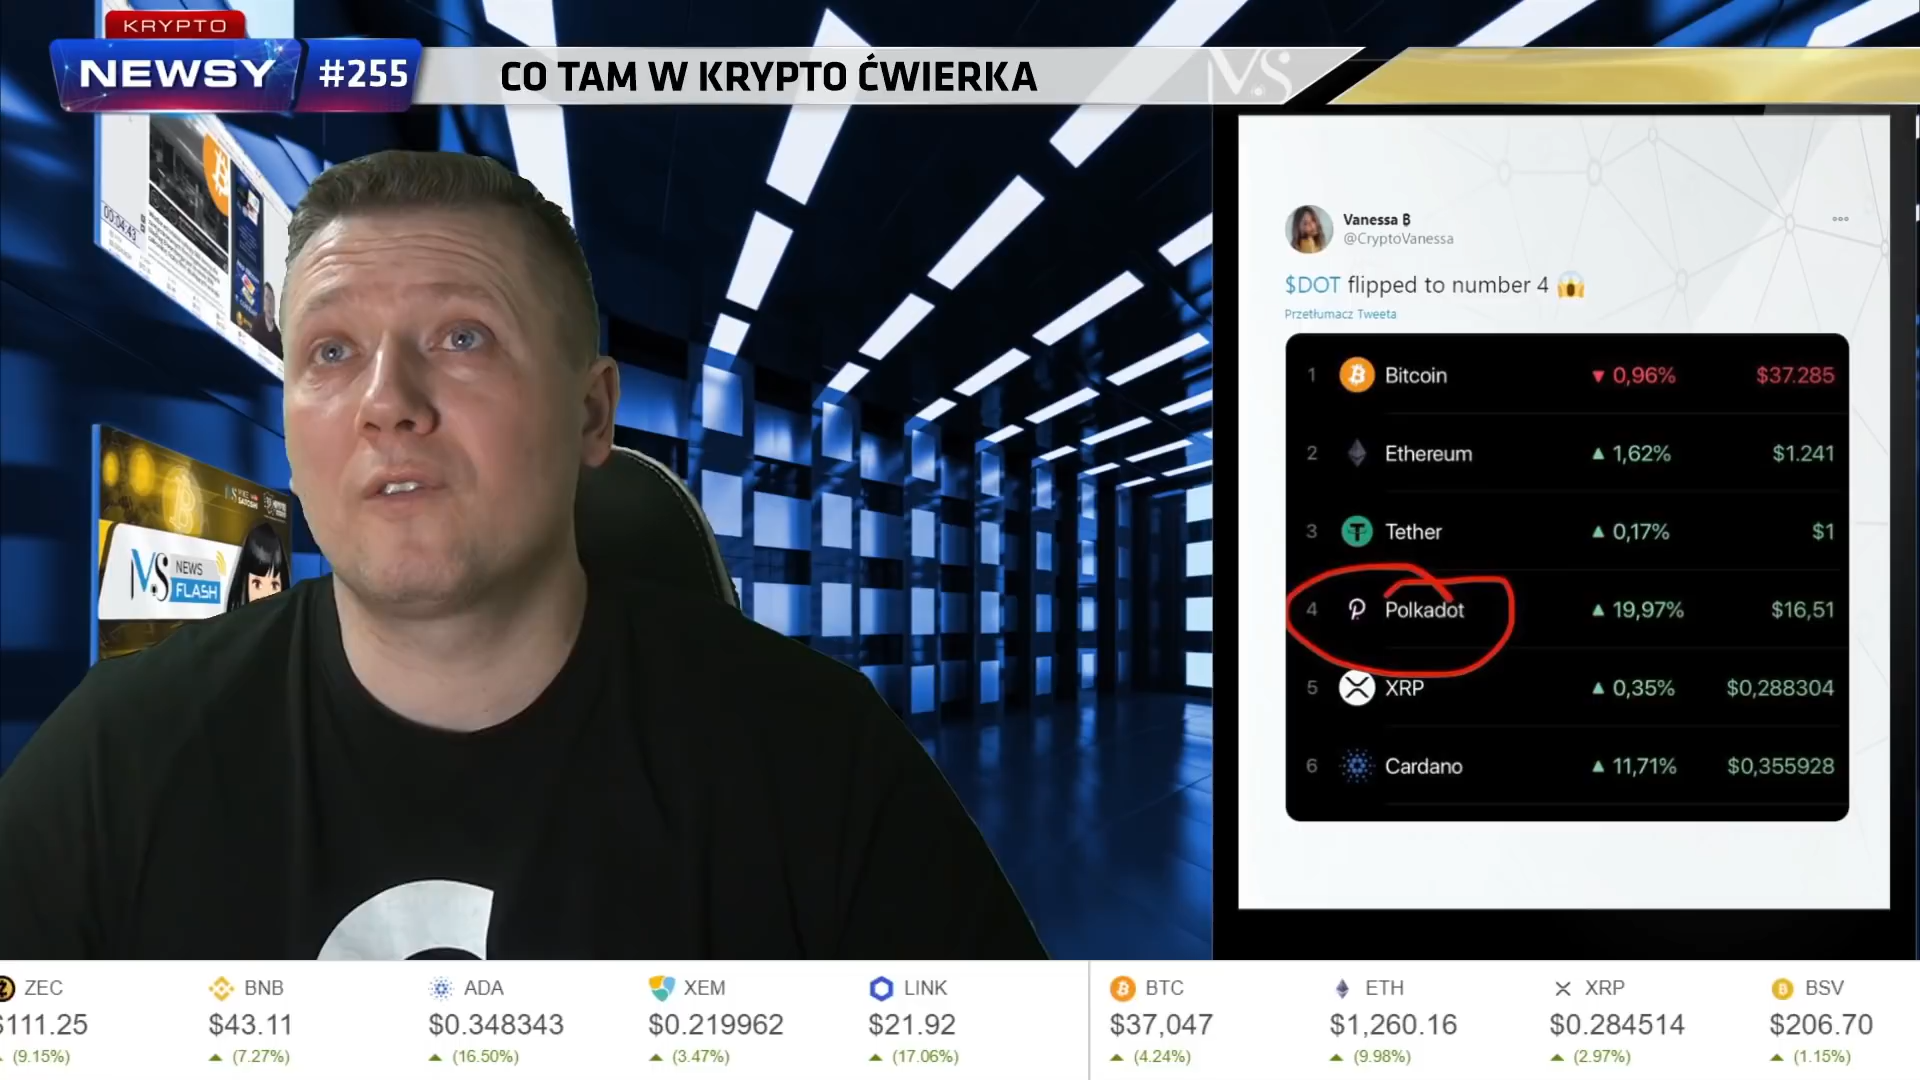 KRYPTO
NEWSY #255
CO TAM W KRYPTO ĆWIERKA
MS
00:04:43
MS NEWS
FLASH
Vanessa ₿
@CryptoVanessa
$DOT flipped to number 4 😱
Przetłumacz Tweeta
1 Bitcoin ▼ 0,96% $37.285
2 Ethereum ▲ 1,62% $1.241
3 Tether ▲ 0,17% $1
4 Polkadot ▲ 19,97% $16,51
5 XRP ▲ 0,35% $0,288304
6 Cardano ▲ 11,71% $0,355928
ZEC BNB ADA XEM LINK BTC ETH XRP BSV
$111.25 $43.11 $0.348343 $0.219962 $21.92 $37,047 $1,260.16 $0.284514 $206.70
(9.15%) ▲ (7.27%) ▲ (16.50%) ▲ (3.47%) ▲ (17.06%) ▲ (4.24%) ▲ (9.98%) ▲ (2.97%) ▲ (1.15%)